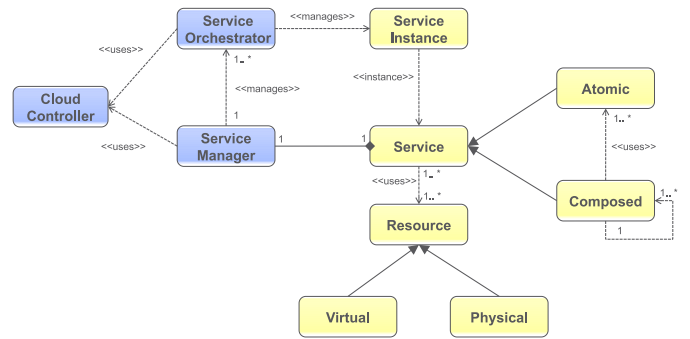 <<manages>>
Service
Orchestrator
Service
Instance
<<uses>>
1.. *
<<instance>>
<<manages>>
Atomic
Cloud
Controller
1
1.. *
Service
Manager
1
1
Service
<<uses>>
<<uses>>
1.. *
<<uses>>
1.. *
Composed
1.. *
1
Resource
Virtual
Physical